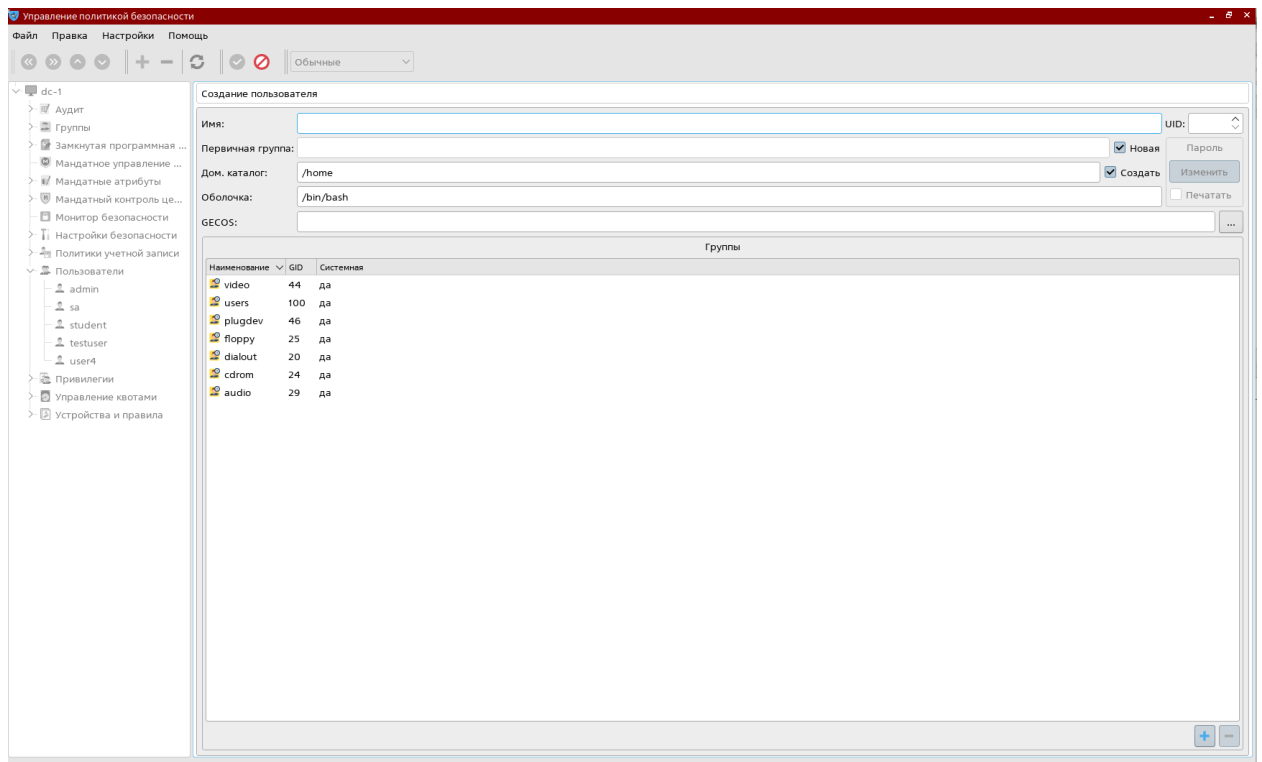 Управление политикой безопасности
Файл Правка Настройки Помощь
Обычные
dc-1
Аудит
Группы
Замкнутая программная ...
Мандатное управление ...
Мандатные атрибуты
Мандатный контроль це...
Монитор безопасности
Настройки безопасности
Политики учетной записи
Пользователи
admin
sa
student
testuser
user4
Привилегии
Управление квотами
Устройства и правила
Создание пользователя
Имя: UID:
Первичная группа: Новая Пароль
Дом. каталог: /home Создать Изменить
Оболочка: /bin/bash Печатать
GECOS: ...
Группы
Наименование GID Системная
video 44 да
users 100 да
plugdev 46 да
floppy 25 да
dialout 20 да
cdrom 24 да
audio 29 да